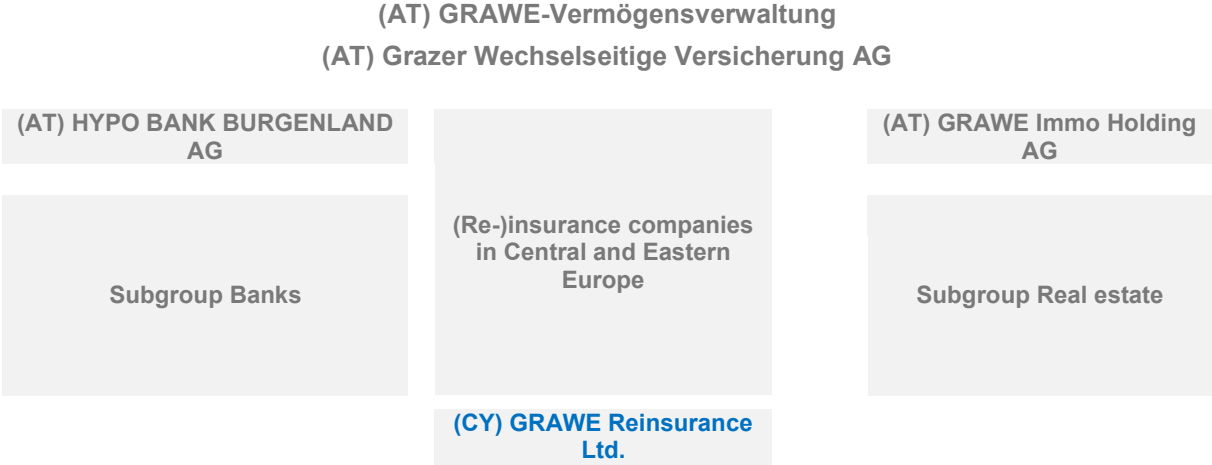 (AT) GRAWE-Vermögensverwaltung
(AT) Grazer Wechselseitige Versicherung AG
(AT) HYPO BANK BURGENLAND
AG
(AT) GRAWE Immo Holding
AG
(Re-)insurance companies
in Central and Eastern
Europe
Subgroup Banks
Subgroup Real estate
(CY) GRAWE Reinsurance
Ltd.